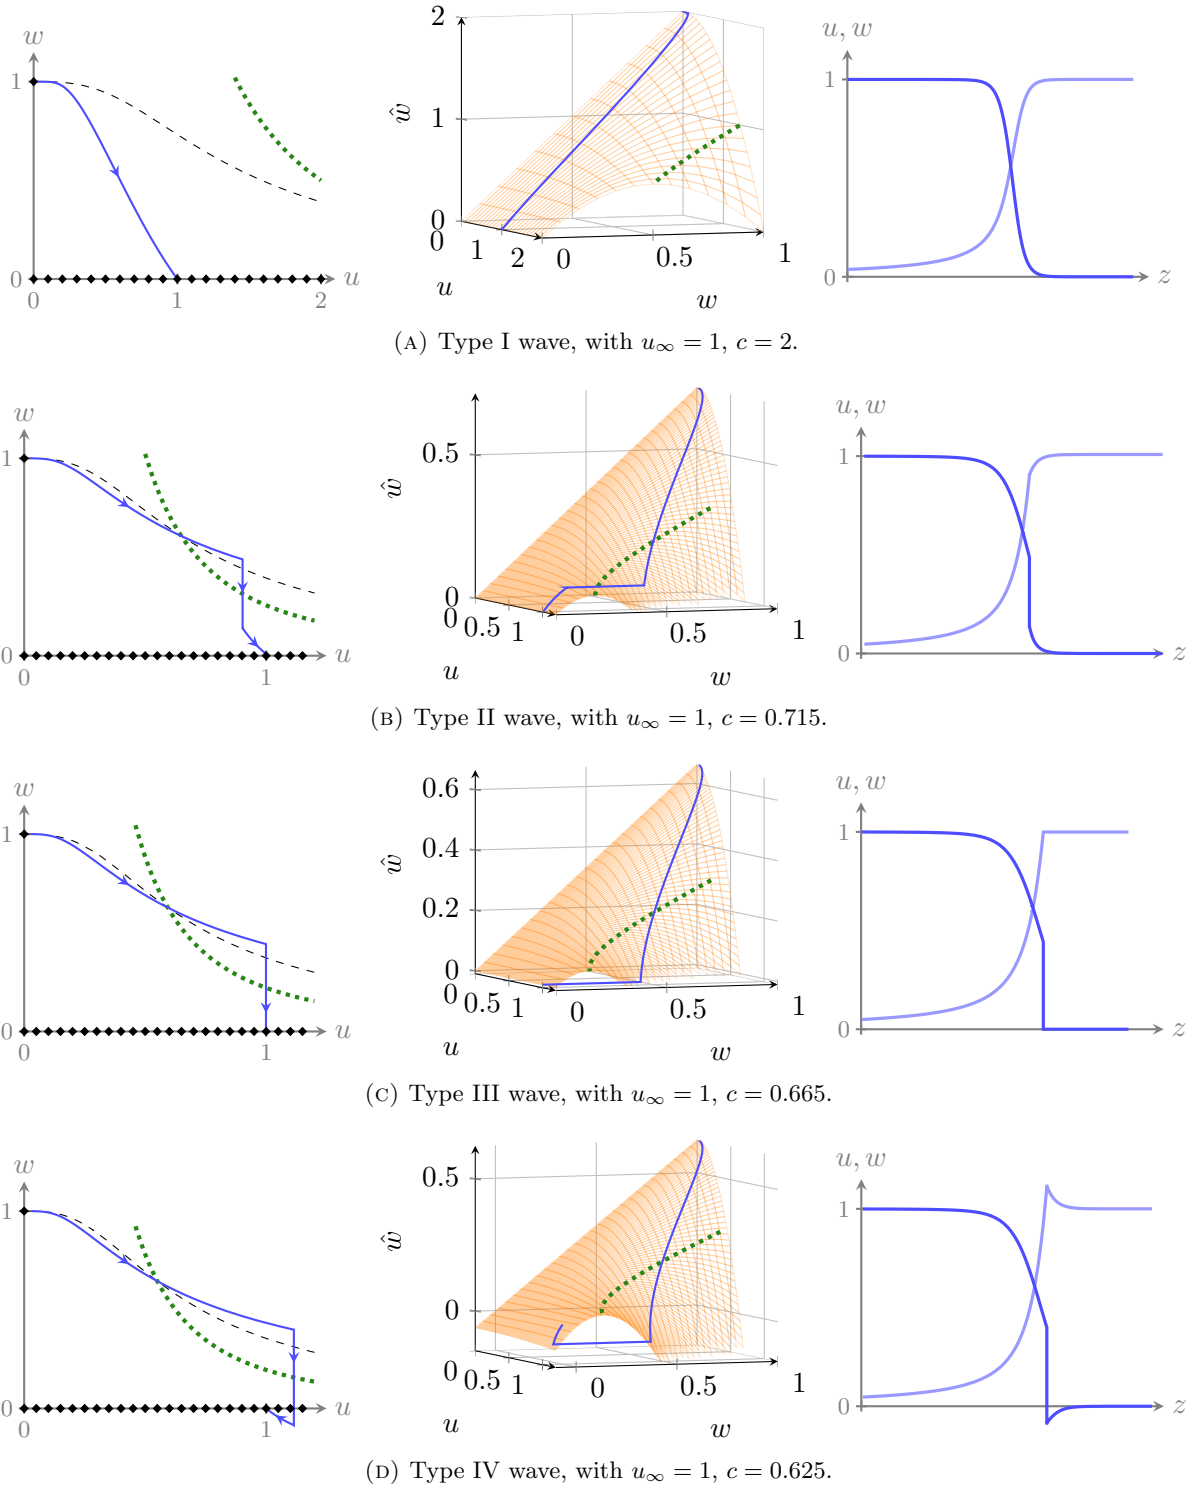 w
1
0
0
1
2
u
2
1
ŵ
0
0
1
2
u
0
0.5
1
w
u, w
1
0
z
(A) Type I wave, with u∞ = 1, c = 2.
w
1
0
0
1
u
0.5
ŵ
0
0
0.5
1
u
0
0.5
1
w
u, w
1
0
z
(B) Type II wave, with u∞ = 1, c = 0.715.
w
1
0
0
1
u
0.6
0.4
ŵ
0.2
0
0
0.5
1
u
0
0.5
1
w
u, w
1
0
z
(C) Type III wave, with u∞ = 1, c = 0.665.
w
1
0
0
1
u
0.5
ŵ
0
0
0.5
1
u
0
0.5
1
w
u, w
1
0
z
(D) Type IV wave, with u∞ = 1, c = 0.625.